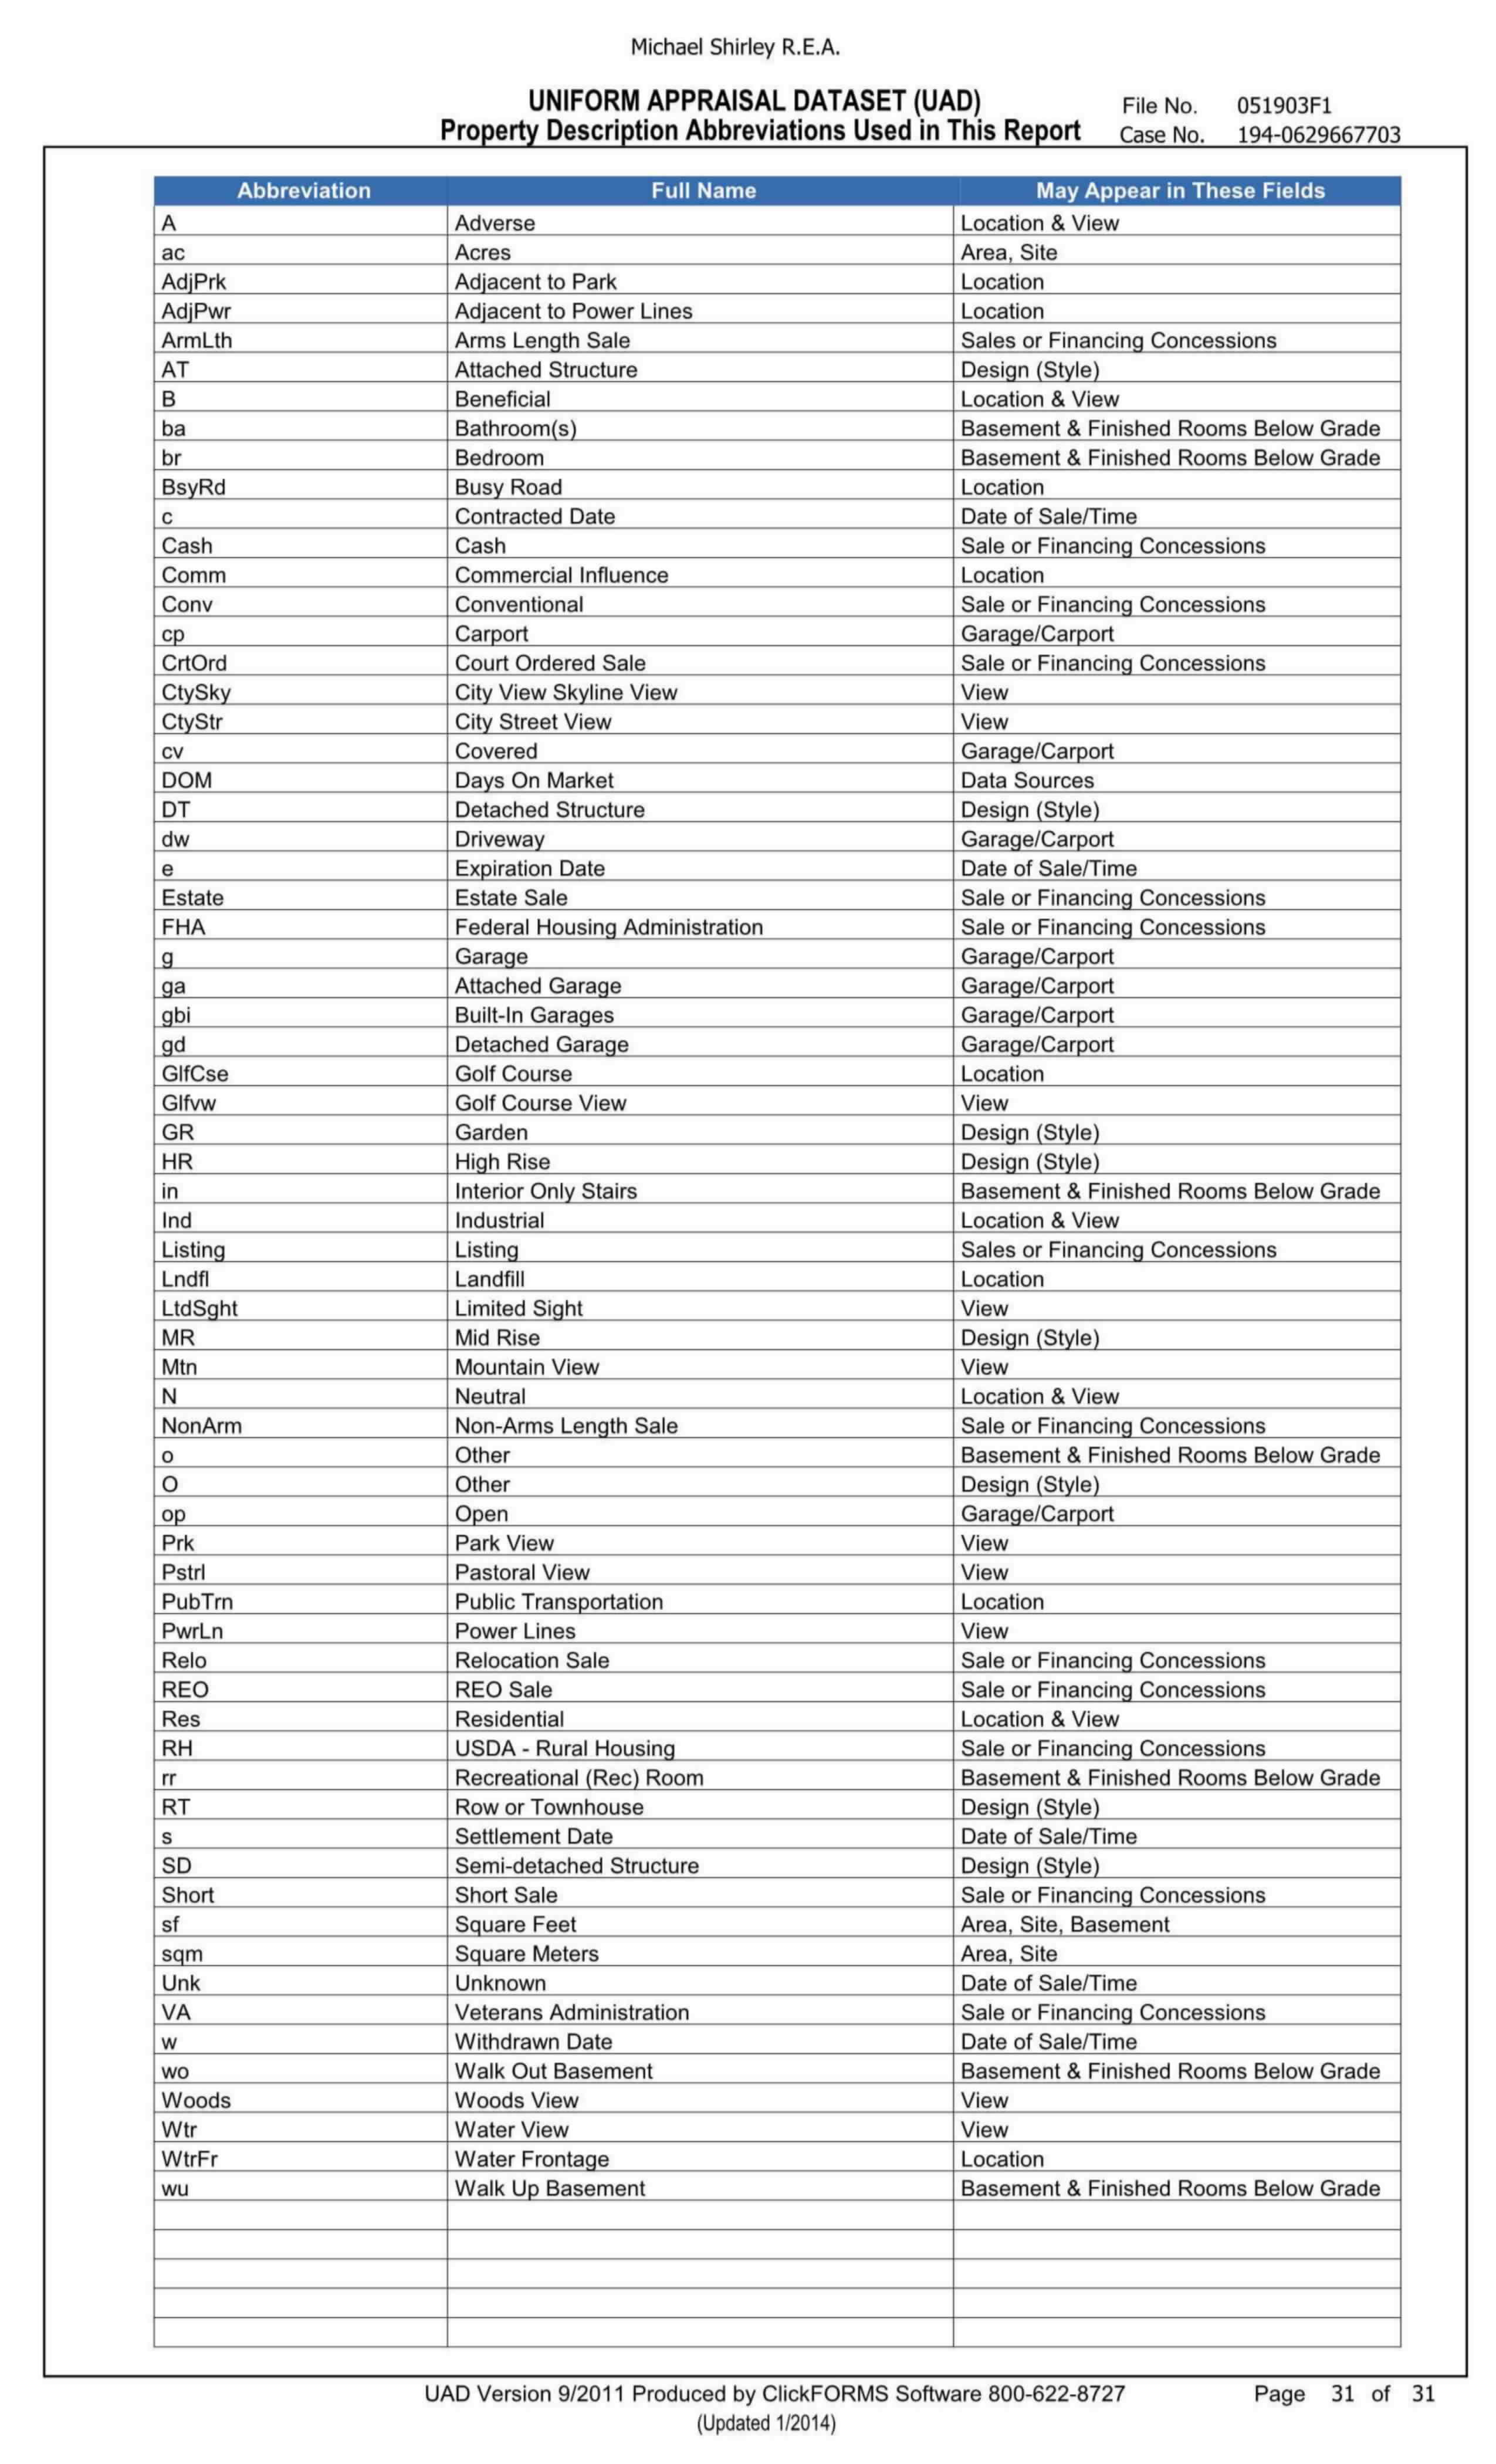 Michael Shirley R.E.A.
UNIFORM APPRAISAL DATASET (UAD) File No. 051903F1
Property Description Abbreviations Used in This Report Case No. 194-0629667703
Abbreviation Full Name May Appear in These Fields
A Adverse Location & View
ac Acres Area, Site
AdjPrk Adjacent to Park Location
AdjPwr Adjacent to Power Lines Location
ArmLth Arms Length Sale Sales or Financing Concessions
AT Attached Structure Design (Style)
B Beneficial Location & View
ba Bathroom(s) Basement & Finished Rooms Below Grade
br Bedroom Basement & Finished Rooms Below Grade
BsyRd Busy Road Location
c Contracted Date Date of Sale/Time
Cash Cash Sale or Financing Concessions
Comm Commercial Influence Location
Conv Conventional Sale or Financing Concessions
cp Carport Garage/Carport
CrtOrd Court Ordered Sale Sale or Financing Concessions
CtySky City View Skyline View View
CtyStr City Street View View
cv Covered Garage/Carport
DOM Days On Market Data Sources
DT Detached Structure Design (Style)
dw Driveway Garage/Carport
e Expiration Date Date of Sale/Time
Estate Estate Sale Sale or Financing Concessions
FHA Federal Housing Administration Sale or Financing Concessions
g Garage Garage/Carport
ga Attached Garage Garage/Carport
gbi Built-In Garages Garage/Carport
gd Detached Garage Garage/Carport
GlfCse Golf Course Location
Glfvw Golf Course View View
GR Garden Design (Style)
HR High Rise Design (Style)
in Interior Only Stairs Basement & Finished Rooms Below Grade
Ind Industrial Location & View
Listing Listing Sales or Financing Concessions
Lndfl Landfill Location
LtdSght Limited Sight View
MR Mid Rise Design (Style)
Mtn Mountain View View
N Neutral Location & View
NonArm Non-Arms Length Sale Sale or Financing Concessions
o Other Basement & Finished Rooms Below Grade
O Other Design (Style)
op Open Garage/Carport
Prk Park View View
Pstrl Pastoral View View
PubTrn Public Transportation Location
PwrLn Power Lines View
Relo Relocation Sale Sale or Financing Concessions
REO REO Sale Sale or Financing Concessions
Res Residential Location & View
RH USDA - Rural Housing Sale or Financing Concessions
rr Recreational (Rec) Room Basement & Finished Rooms Below Grade
RT Row or Townhouse Design (Style)
s Settlement Date Date of Sale/Time
SD Semi-detached Structure Design (Style)
Short Short Sale Sale or Financing Concessions
sf Square Feet Area, Site, Basement
sqm Square Meters Area, Site
Unk Unknown Date of Sale/Time
VA Veterans Administration Sale or Financing Concessions
w Withdrawn Date Date of Sale/Time
wo Walk Out Basement Basement & Finished Rooms Below Grade
Woods Woods View View
Wtr Water View View
WtrFr Water Frontage Location
wu Walk Up Basement Basement & Finished Rooms Below Grade
UAD Version 9/2011 Produced by ClickFORMS Software 800-622-8727 Page 31 of 31
(Updated 1/2014)